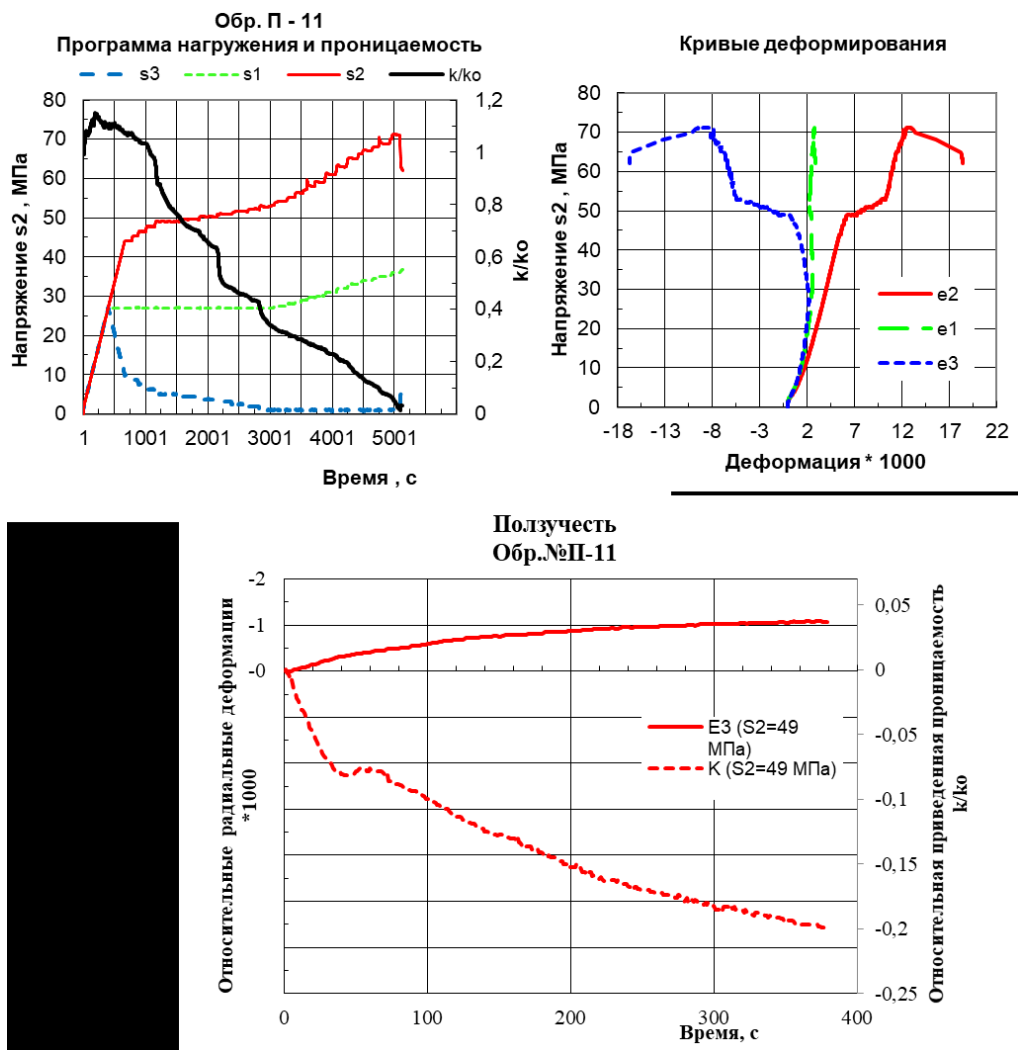 Обр. П - 11
Программа нагружения и проницаемость
s3 s1 s2 k/ko
Напряжение s2 , МПа
80
70
60
50
40
30
20
10
0
1,2
1
0,8
0,6
0,4
0,2
0
k/ko
1 1001 2001 3001 4001 5001
Время , с
Кривые деформирования
Напряжение s2 , МПа
80
70
60
50
40
30
20
10
0
e2
e1
e3
-18 -13 -8 -3 2 7 12 17 22
Деформация * 1000
Ползучесть
Обр.№П-11
Относительные радиальные деформации
*1000
-2
-1
-0
0,05
0
-0,05
-0,1
-0,15
-0,2
-0,25
E3 (S2=49
МПа)
K (S2=49 МПа)
Относительная приведенная проницаемость
k/ko
0 100 200 300 400
Время, с